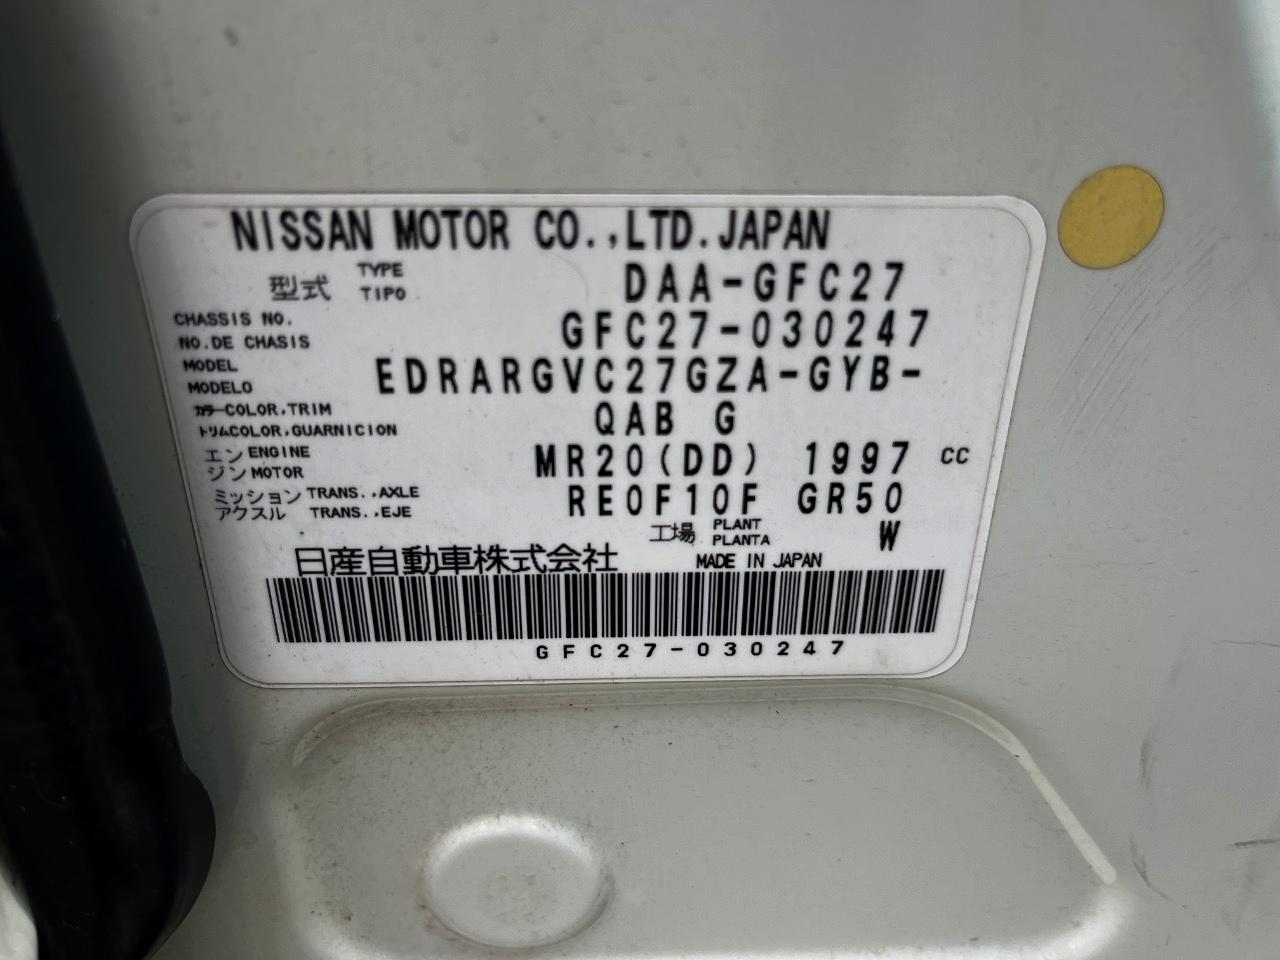 NISSAN MOTOR CO.,LTD.JAPAN
型式 TYPE TIPO DAA-GFC27
CHASSIS NO. NO.DE CHASIS GFC27-030247
MODEL MODELO EDRARGVC27GZA-GYB-
カラーCOLOR,TRIM トリムCOLOR,GUARNICION QAB G
エンジン ENGINE MOTOR MR20(DD) 1997 CC
ミッション アクスル TRANS.,AXLE TRANS.,EJE RE0F10F GR50
工場 PLANT PLANTA W
日産自動車株式会社 MADE IN JAPAN
GFC27-030247